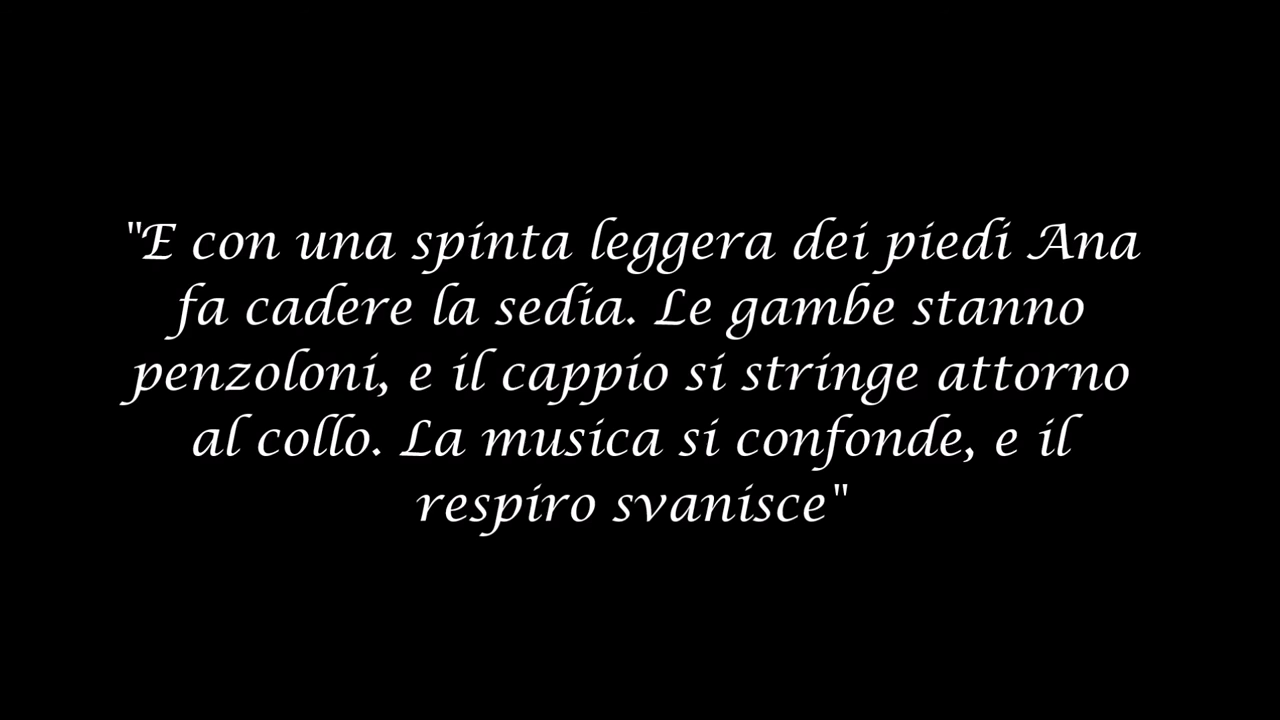 "E con una spinta leggera dei piedi Ana
fa cadere la sedia. Le gambe stanno
penzoloni, e il cappio si stringe attorno
al collo. La musica si confonde, e il
respiro svanisce"